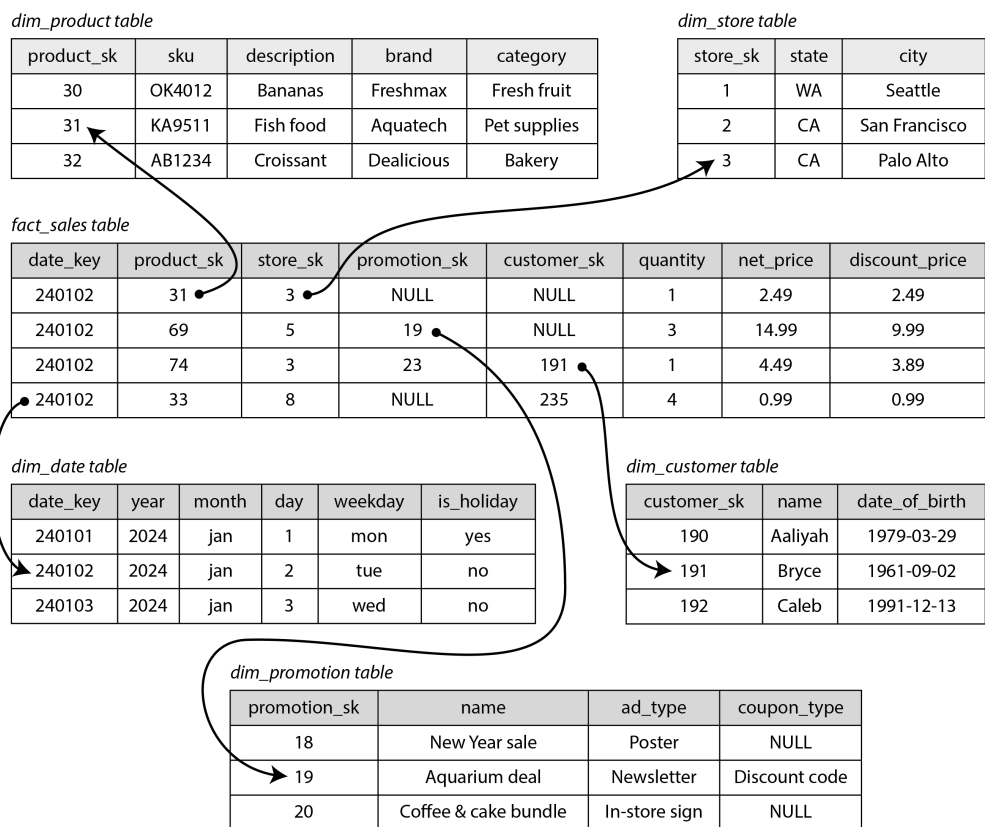 dim_product table
product_sk sku description brand category
30 OK4012 Bananas Freshmax Fresh fruit
31 KA9511 Fish food Aquatech Pet supplies
32 AB1234 Croissant Dealicious Bakery
dim_store table
store_sk state city
1 WA Seattle
2 CA San Francisco
3 CA Palo Alto
fact_sales table
date_key product_sk store_sk promotion_sk customer_sk quantity net_price discount_price
240102 31 3 NULL NULL 1 2.49 2.49
240102 69 5 19 NULL 3 14.99 9.99
240102 74 3 23 191 1 4.49 3.89
240102 33 8 NULL 235 4 0.99 0.99
dim_date table
date_key year month day weekday is_holiday
240101 2024 jan 1 mon yes
240102 2024 jan 2 tue no
240103 2024 jan 3 wed no
dim_customer table
customer_sk name date_of_birth
190 Aaliyah 1979-03-29
191 Bryce 1961-09-02
192 Caleb 1991-12-13
dim_promotion table
promotion_sk name ad_type coupon_type
18 New Year sale Poster NULL
19 Aquarium deal Newsletter Discount code
20 Coffee & cake bundle In-store sign NULL